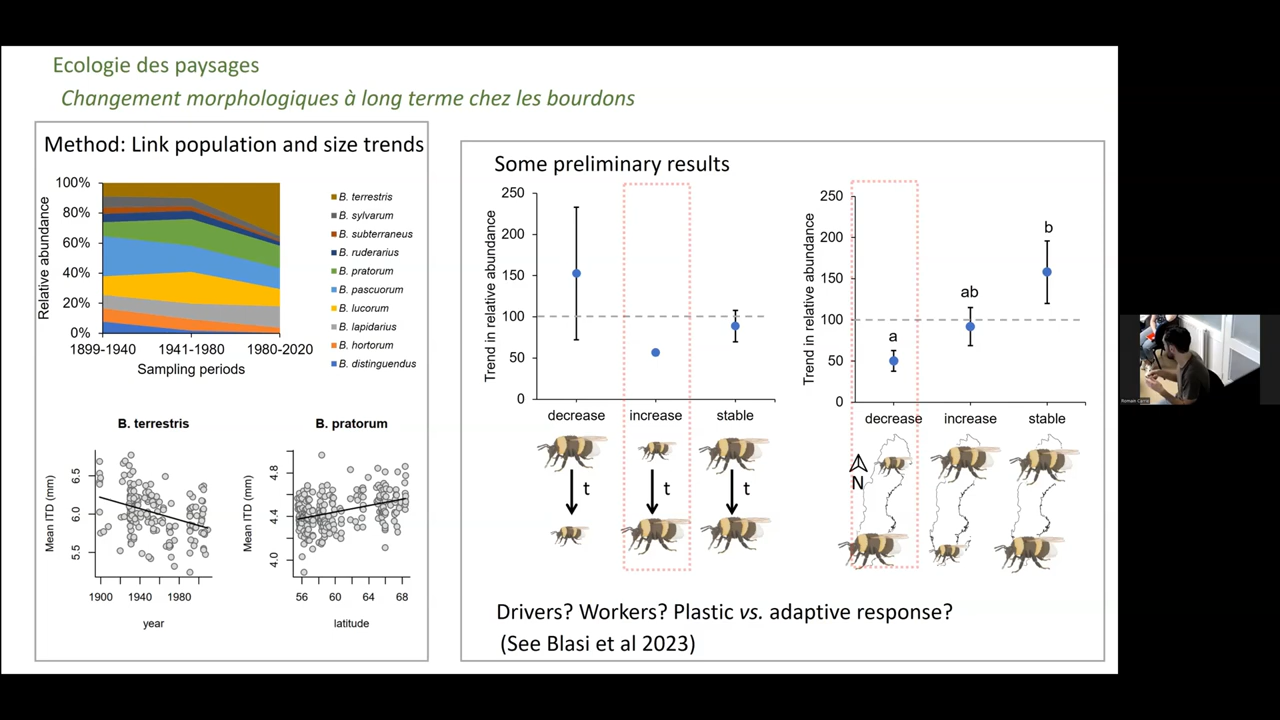 Ecologie des paysages
Changement morphologiques à long terme chez les bourdons
Method: Link population and size trends
100%
80%
60%
40%
20%
0%
Relative abundance
1899-1940 1941-1980 1980-2020
Sampling periods
B. terrestris
B. sylvarum
B. subterraneus
B. ruderarius
B. pratorum
B. pascuorum
B. lucorum
B. lapidarius
B. hortorum
B. distinguendus
B. terrestris
Mean ITD (mm)
6.5
6.0
5.5
1900 1940 1980
year
B. pratorum
Mean ITD (mm)
4.8
4.4
4.0
56 60 64 68
latitude
Some preliminary results
Trend in relative abundance
250
200
150
100
50
0
decrease increase stable
t t t
Trend in relative abundance
250
200
150
100
50
0
a
ab
b
decrease increase stable
N
Drivers? Workers? Plastic vs. adaptive response?
(See Blasi et al 2023)